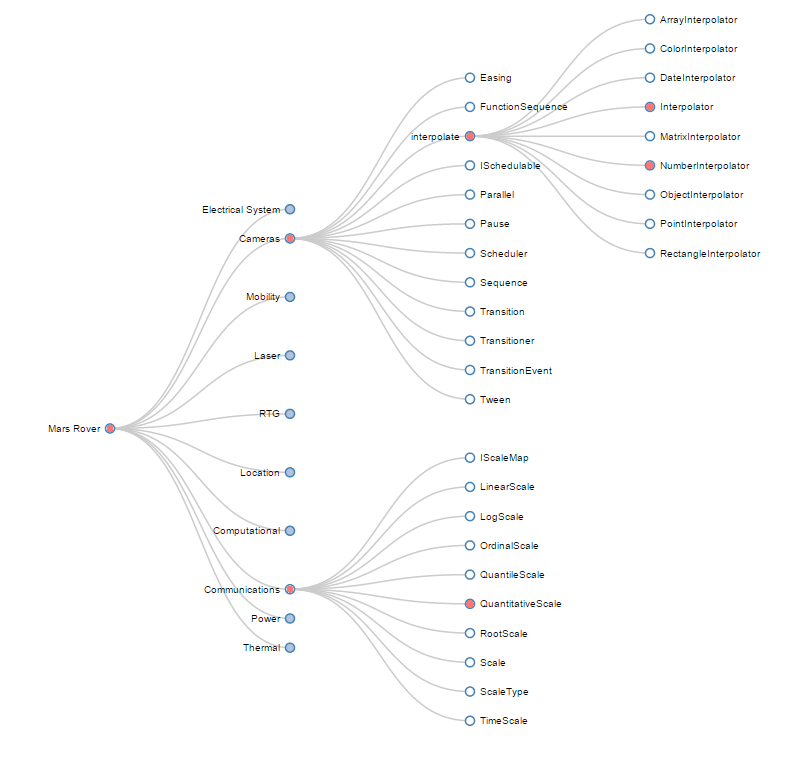 Mars Rover
Electrical System
Cameras
Mobility
Laser
RTG
Location
Computational
Communications
Power
Thermal
Easing
FunctionSequence
interpolate
ISchedulable
Parallel
Pause
Scheduler
Sequence
Transition
Transitioner
TransitionEvent
Tween
IScaleMap
LinearScale
LogScale
OrdinalScale
QuantileScale
QuantitativeScale
RootScale
Scale
ScaleType
TimeScale
ArrayInterpolator
ColorInterpolator
DateInterpolator
Interpolator
MatrixInterpolator
NumberInterpolator
ObjectInterpolator
PointInterpolator
RectangleInterpolator